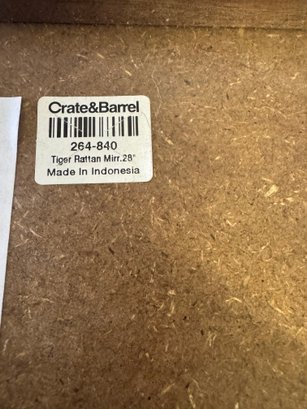 Crate&Barrel
264-840
Tiger Rattan Mirr.28"
Made In Indonesia